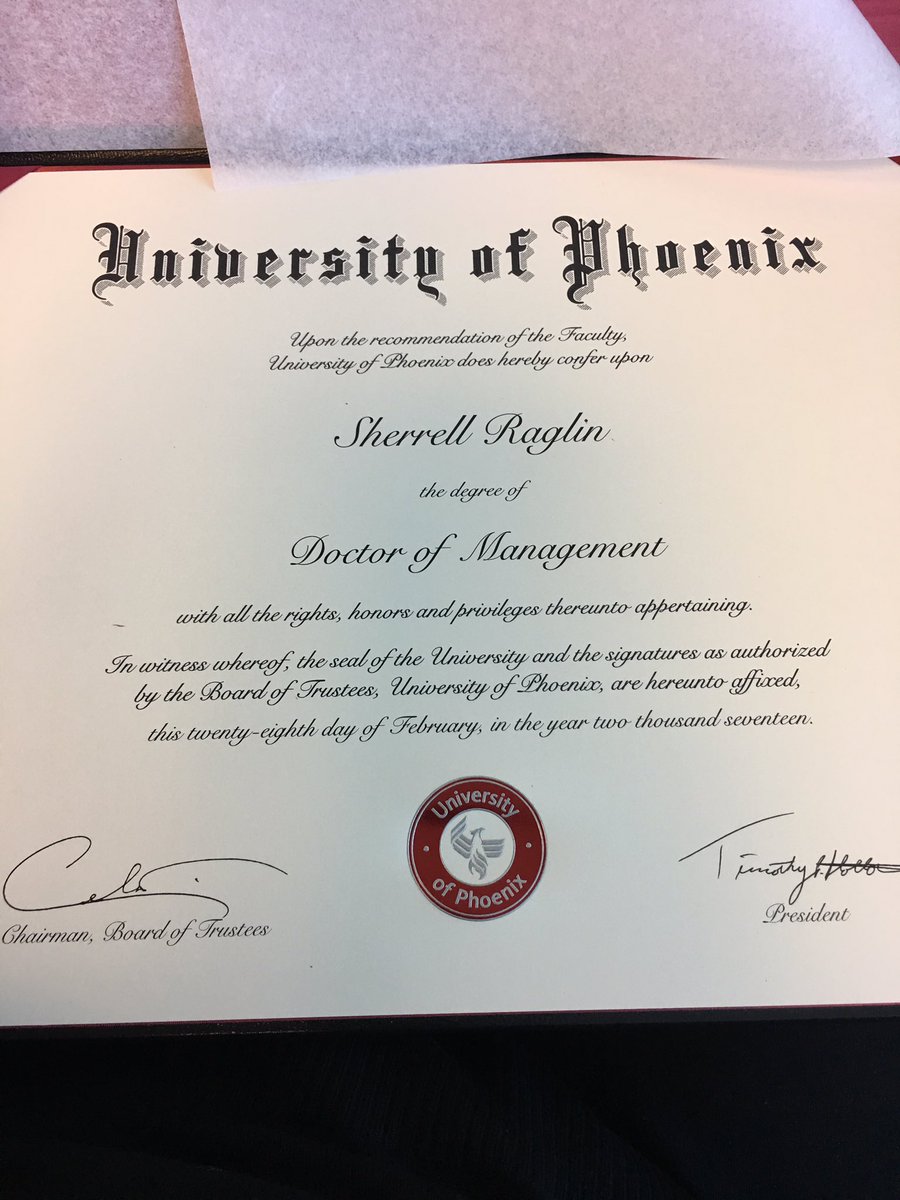 University of Phoenix
Upon the recommendation of the Faculty,
University of Phoenix does hereby confer upon
Sherrell Raglin
the degree of
Doctor of Management
with all the rights, honors and privileges thereunto appertaining.
In witness whereof, the seal of the University and the signatures as authorized
by the Board of Trustees, University of Phoenix, are hereunto affixed,
this twenty-eighth day of February, in the year two thousand seventeen.
University
of Phoenix
Chairman, Board of Trustees
Timothy
President